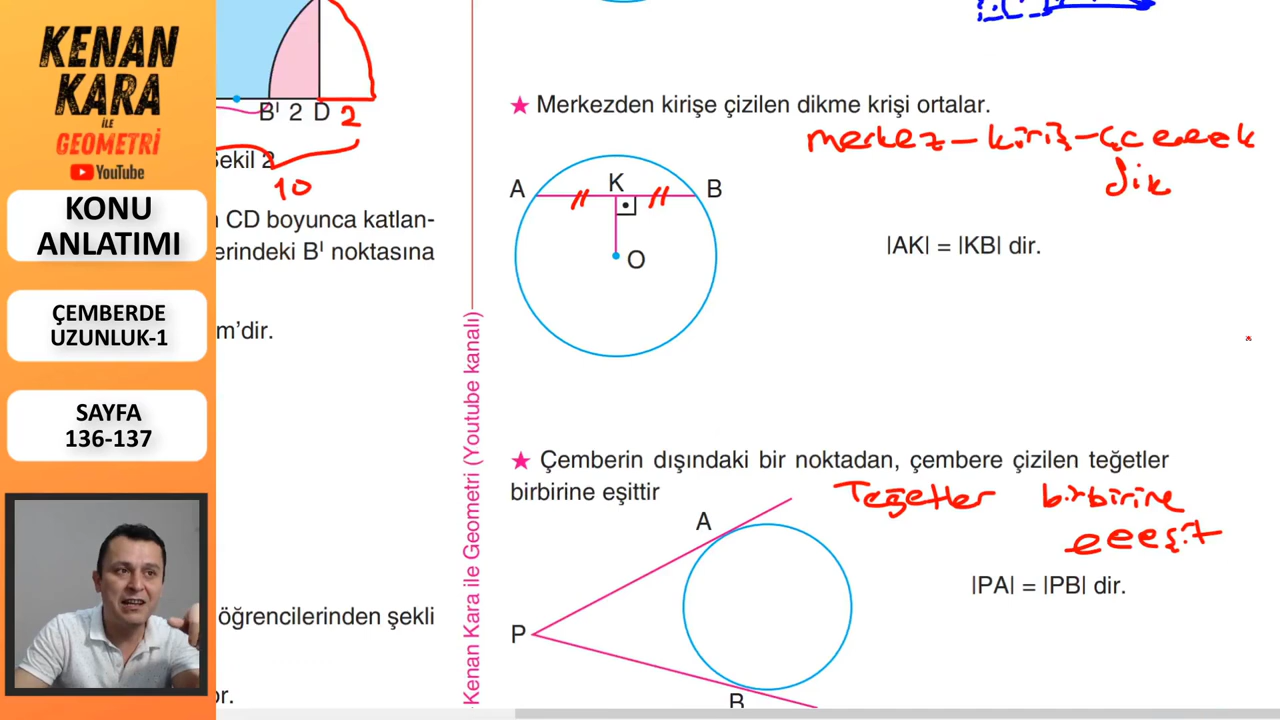 KENAN
KARA
İLE
GEOMETRİ
YouTube
KONU
ANLATIMI
ÇEMBERDE
UZUNLUK-1
SAYFA
136-137
B' 2 D 2
Şekil 2
10
CD boyunca katlan-
erindeki B' noktasına
m'dir.
öğrencilerinden şekli
or.
Kenan Kara ile Geometri (Youtube kanalı)
★ Merkezden kirişe çizilen dikme krişi ortalar.
merkez - kiriş - çceeeek
dik
A K B
O
|AK| = |KB| dir.
★ Çemberin dışındaki bir noktadan, çembere çizilen teğetler
birbirine eşittir
Teğetler birbirine
eeeşit
A
P
B
|PA| = |PB| dir.